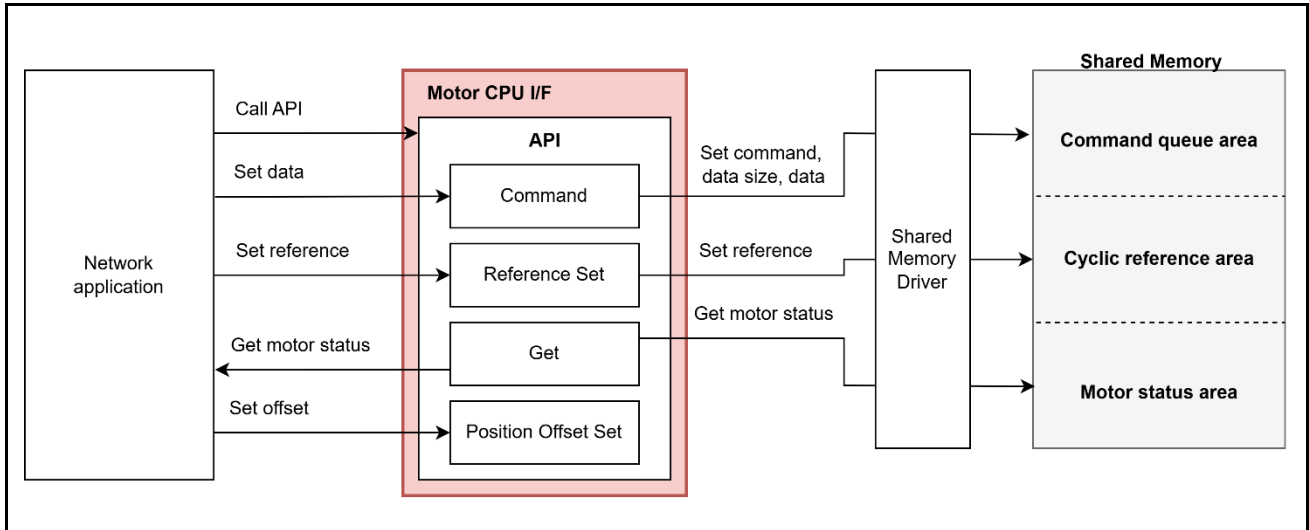 Shared Memory
Motor CPU I/F
Call API
API
Command queue area
Set command,
data size, data
Set data
Command
Network
application
Set reference
Reference Set
Set reference
Shared
Memory
Driver
Cyclic reference area
Get motor status
Get motor status
Get
Motor status area
Set offset
Position Offset Set